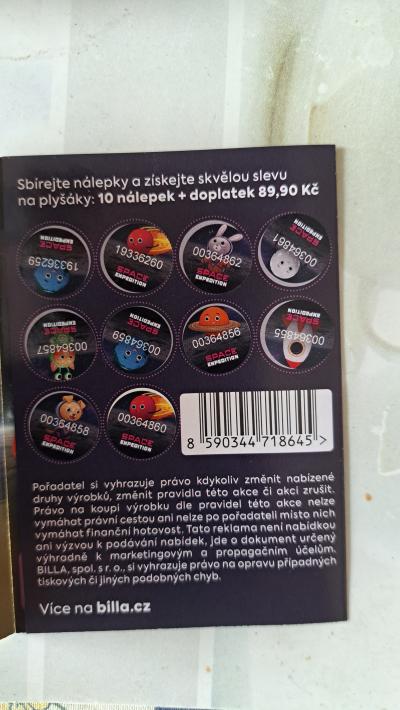 Sbírejte nálepky a získejte skvělou slevu
na plyšáky: 10 nálepek + doplatek 89,90 Kč
SPACE
EXPEDITION
19336259
19336260
SPACE
EXPEDITION
00364862
SPACE
EXPEDITION
SPACE
EXPEDITION
00364861
SPACE
EXPEDITION
00364857
SPACE
EXPEDITION
00364859
00364856
SPACE
EXPEDITION
SPACE
EXPEDITION
00364855
00364858
SPACE
EXPEDITION
00364860
SPACE
EXPEDITION
8 590344 718645 >
Pořadatel si vyhrazuje právo kdykoliv změnit nabízené
druhy výrobků, změnit pravidla této akce či akci zrušit.
Právo na koupi výrobku dle pravidel této akce nelze
vymáhat právní cestou ani nelze po pořadateli místo nich
vymáhat finanční hotovost. Tato reklama není nabídkou
ani výzvou k podávání nabídek, jde o dokument určený
výhradně k marketingovým a propagačním účelům.
BILLA, spol. s r. o., si vyhrazuje právo na opravu případných
tiskových či jiných podobných chyb.
Více na billa.cz